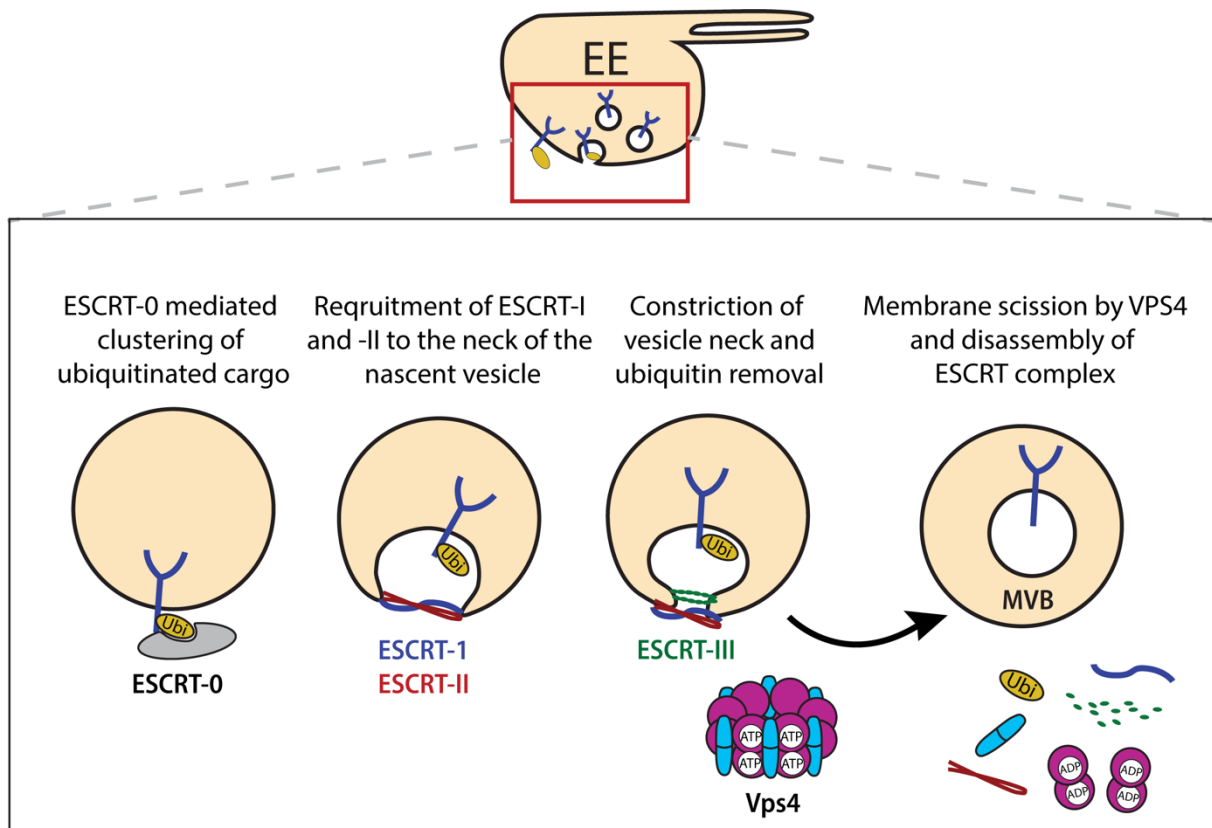 EE
ESCRT-0 mediated
clustering of
ubiquitinated cargo
Reqruitment of ESCRT-I
and -II to the neck of the
nascent vesicle
Constriction of
vesicle neck and
ubiquitin removal
Membrane scission by VPS4
and disassembly of
ESCRT complex
Ubi
ESCRT-0
Ubi
ESCRT-1
ESCRT-II
Ubi
ESCRT-III
MVB
ATP ATP
ATP ATP
Vps4
Ubi
ADP ADP
ADP ADP